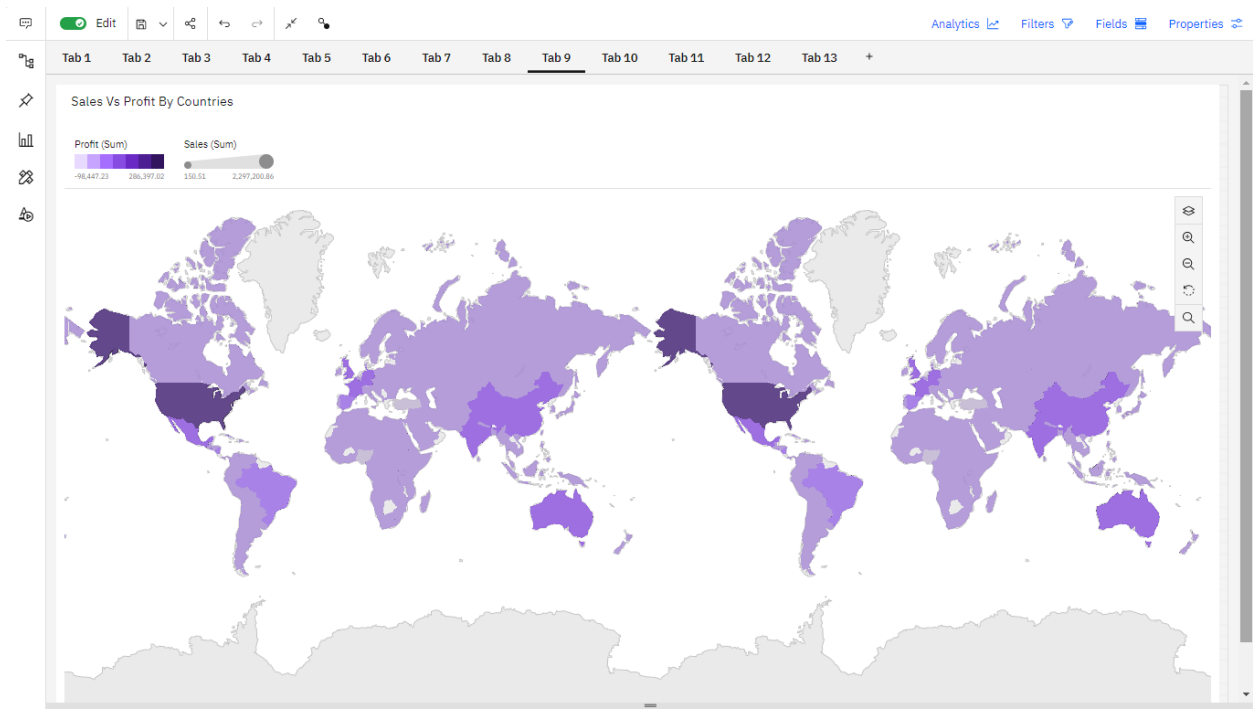 Edit
Analytics Filters Fields Properties
Tab 1 Tab 2 Tab 3 Tab 4 Tab 5 Tab 6 Tab 7 Tab 8 Tab 9 Tab 10 Tab 11 Tab 12 Tab 13 +
Sales Vs Profit By Countries
Profit (Sum) Sales (Sum)
-98,447.23 286,397.02 150.51 2,297,200.86